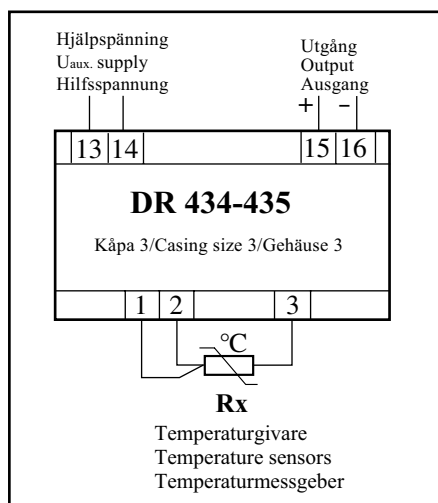 Hjälpspänning
Uaux. supply
Hilfsspannung
Utgång
Output
Ausgang
+ −
13 14 15 16
DR 434-435
Kåpa 3/Casing size 3/Gehäuse 3
1 2 3
°C
Rx
Temperaturgivare
Temperature sensors
Temperaturmessgeber